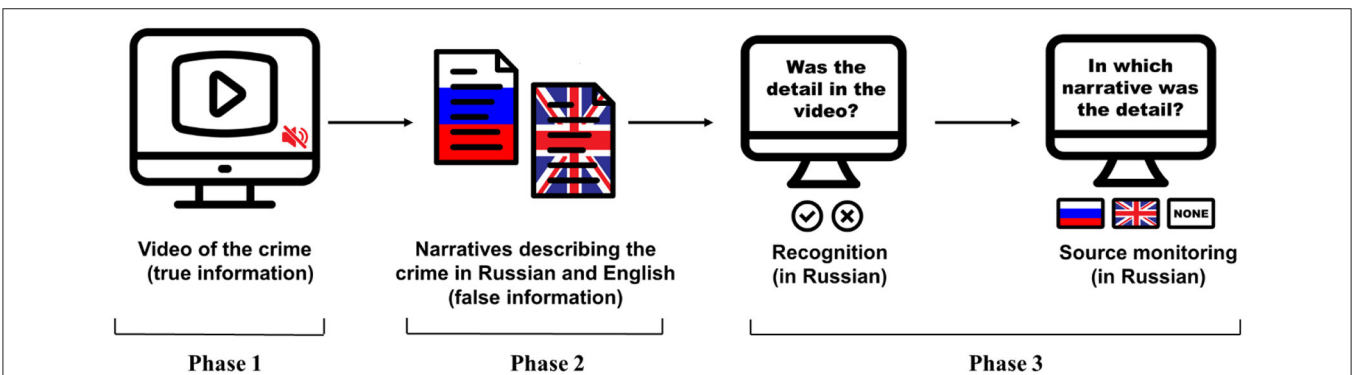 Was the
detail in the
video?
In which
narrative was
the detail?
NONE
Video of the crime
(true information)
Narratives describing the
crime in Russian and English
(false information)
Recognition
(in Russian)
Source monitoring
(in Russian)
Phase 1
Phase 2
Phase 3